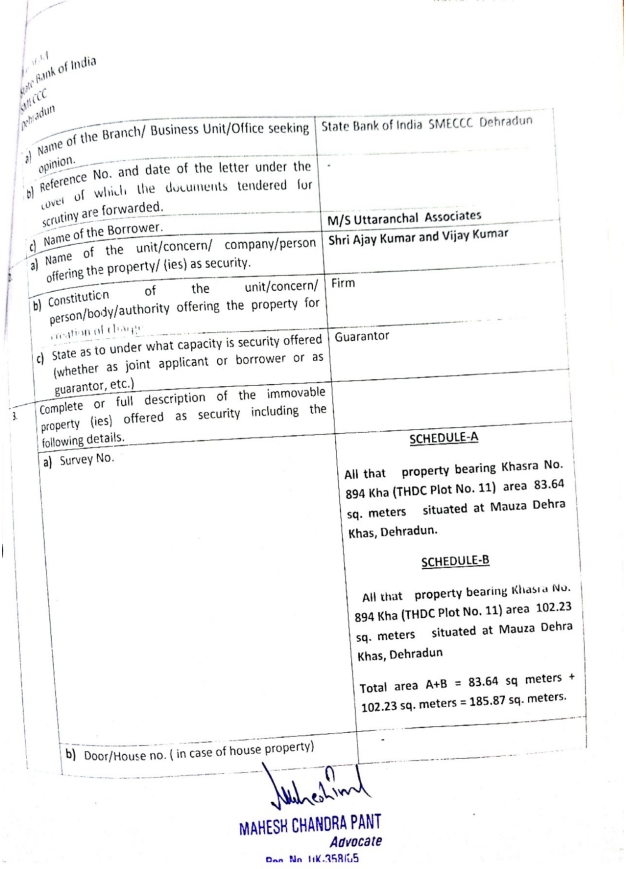 State Bank of India
SMECCC
Dehradun
a) Name of the Branch/ Business Unit/Office seeking opinion.
State Bank of India SMECCC Dehradun
b) Reference No. and date of the letter under the
cover of which the documents tendered for
scrutiny are forwarded.
-
c) Name of the Borrower.
M/S Uttaranchal Associates
2.
a) Name of the unit/concern/ company/person
offering the property/ (ies) as security.
Shri Ajay Kumar and Vijay Kumar
b) Constitution of the unit/concern/
person/body/authority offering the property for
creation of charge
Firm
c) State as to under what capacity is security offered
(whether as joint applicant or borrower or as
guarantor, etc.)
Guarantor
3.
Complete or full description of the immovable
property (ies) offered as security including the
following details.
a) Survey No.
SCHEDULE-A
All that property bearing Khasra No.
894 Kha (THDC Plot No. 11) area 83.64
sq. meters situated at Mauza Dehra
Khas, Dehradun.
SCHEDULE-B
All that property bearing Khasra No.
894 Kha (THDC Plot No. 11) area 102.23
sq. meters situated at Mauza Dehra
Khas, Dehradun
Total area A+B = 83.64 sq meters +
102.23 sq. meters = 185.87 sq. meters.
b) Door/House no. ( in case of house property)
-
MAHESH CHANDRA PANT
Advocate